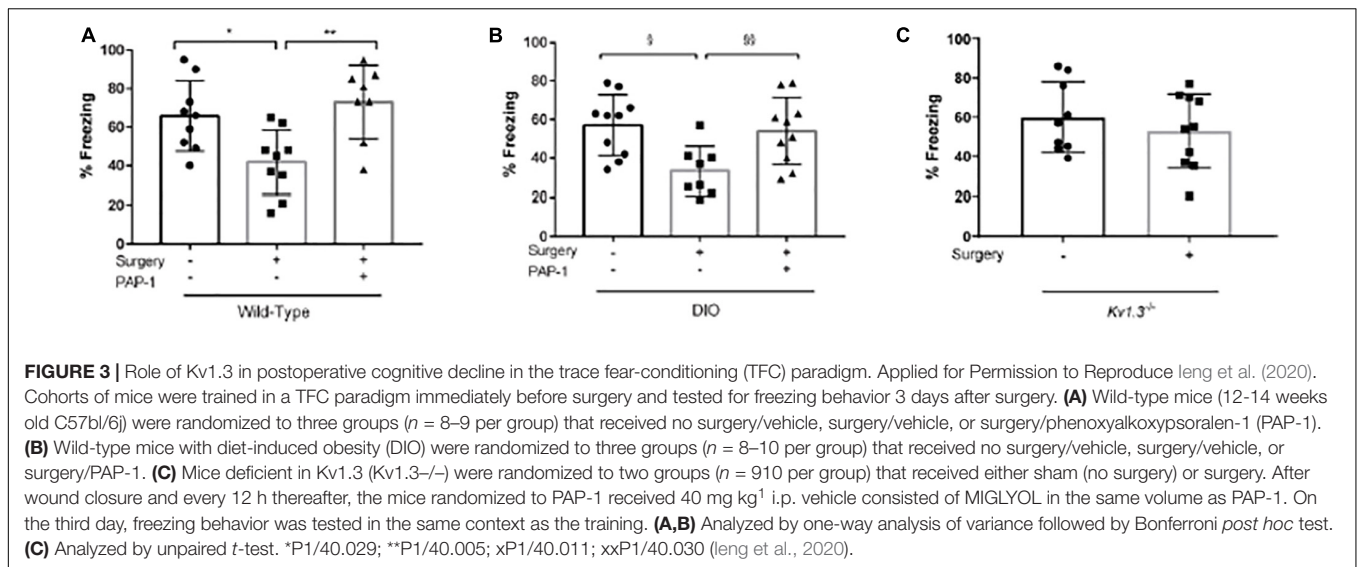 A
B
C
* **
§ §§
100
80
60
40
20
0
% Freezing
Surgery - + +
PAP-1 - - +
Wild-Type
100
80
60
40
20
0
% Freezing
Surgery - + +
PAP-1 - - +
DIO
100
80
60
40
20
0
% Freezing
Surgery - +
Kv1.3-/-
FIGURE 3 | Role of Kv1.3 in postoperative cognitive decline in the trace fear-conditioning (TFC) paradigm. Applied for Permission to Reproduce Ieng et al. (2020).
Cohorts of mice were trained in a TFC paradigm immediately before surgery and tested for freezing behavior 3 days after surgery. (A) Wild-type mice (12-14 weeks
old C57bl/6j) were randomized to three groups (n = 8–9 per group) that received no surgery/vehicle, surgery/vehicle, or surgery/phenoxyalkoxypsoralen-1 (PAP-1).
(B) Wild-type mice with diet-induced obesity (DIO) were randomized to three groups (n = 8–10 per group) that received no surgery/vehicle, surgery/vehicle, or
surgery/PAP-1. (C) Mice deficient in Kv1.3 (Kv1.3–/–) were randomized to two groups (n = 910 per group) that received either sham (no surgery) or surgery. After
wound closure and every 12 h thereafter, the mice randomized to PAP-1 received 40 mg kg¹ i.p. vehicle consisted of MIGLYOL in the same volume as PAP-1. On
the third day, freezing behavior was tested in the same context as the training. (A,B) Analyzed by one-way analysis of variance followed by Bonferroni post hoc test.
(C) Analyzed by unpaired t-test. *P1/40.029; **P1/40.005; xP1/40.011; xxP1/40.030 (Ieng et al., 2020).